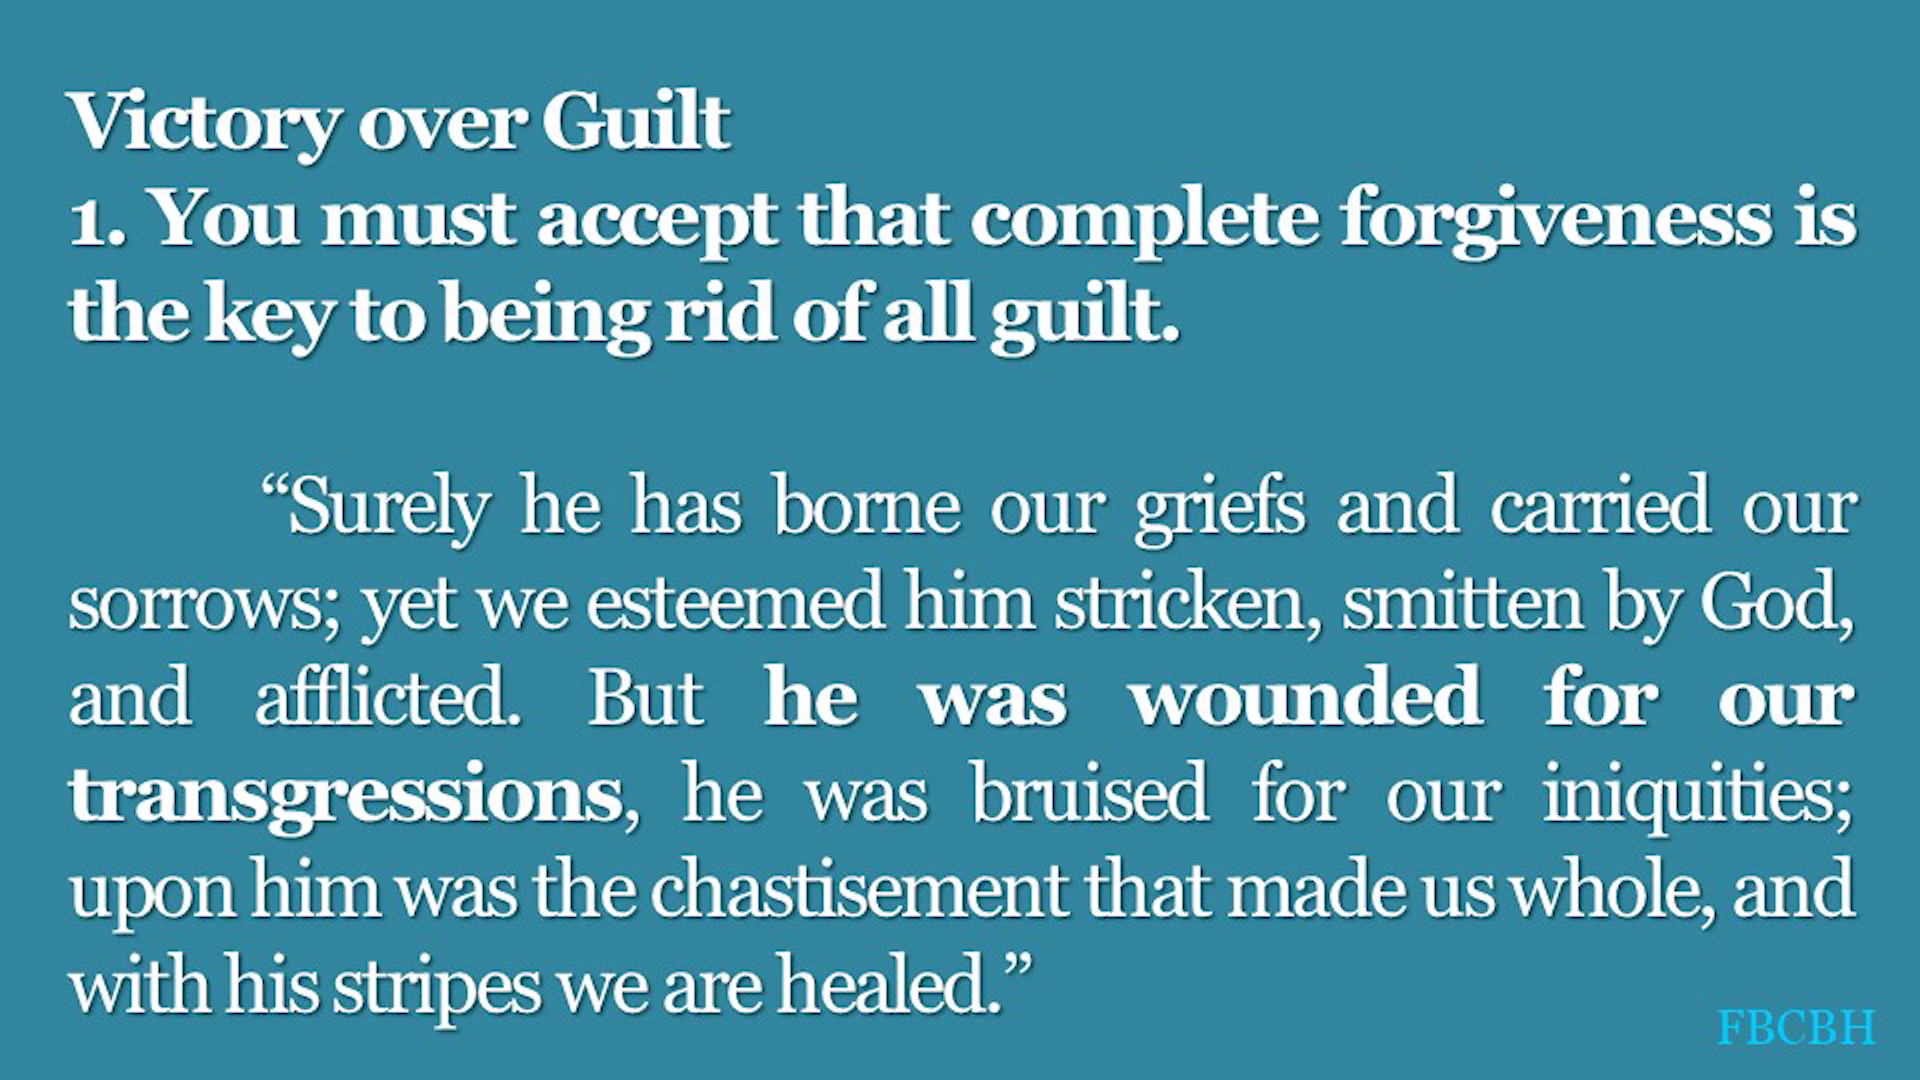 Victory over Guilt
1. You must accept that complete forgiveness is
the key to being rid of all guilt.
“Surely he has borne our griefs and carried our
sorrows; yet we esteemed him stricken, smitten by God,
and afflicted. But he was wounded for our
transgressions, he was bruised for our iniquities;
upon him was the chastisement that made us whole, and
with his stripes we are healed.”
FBCBH